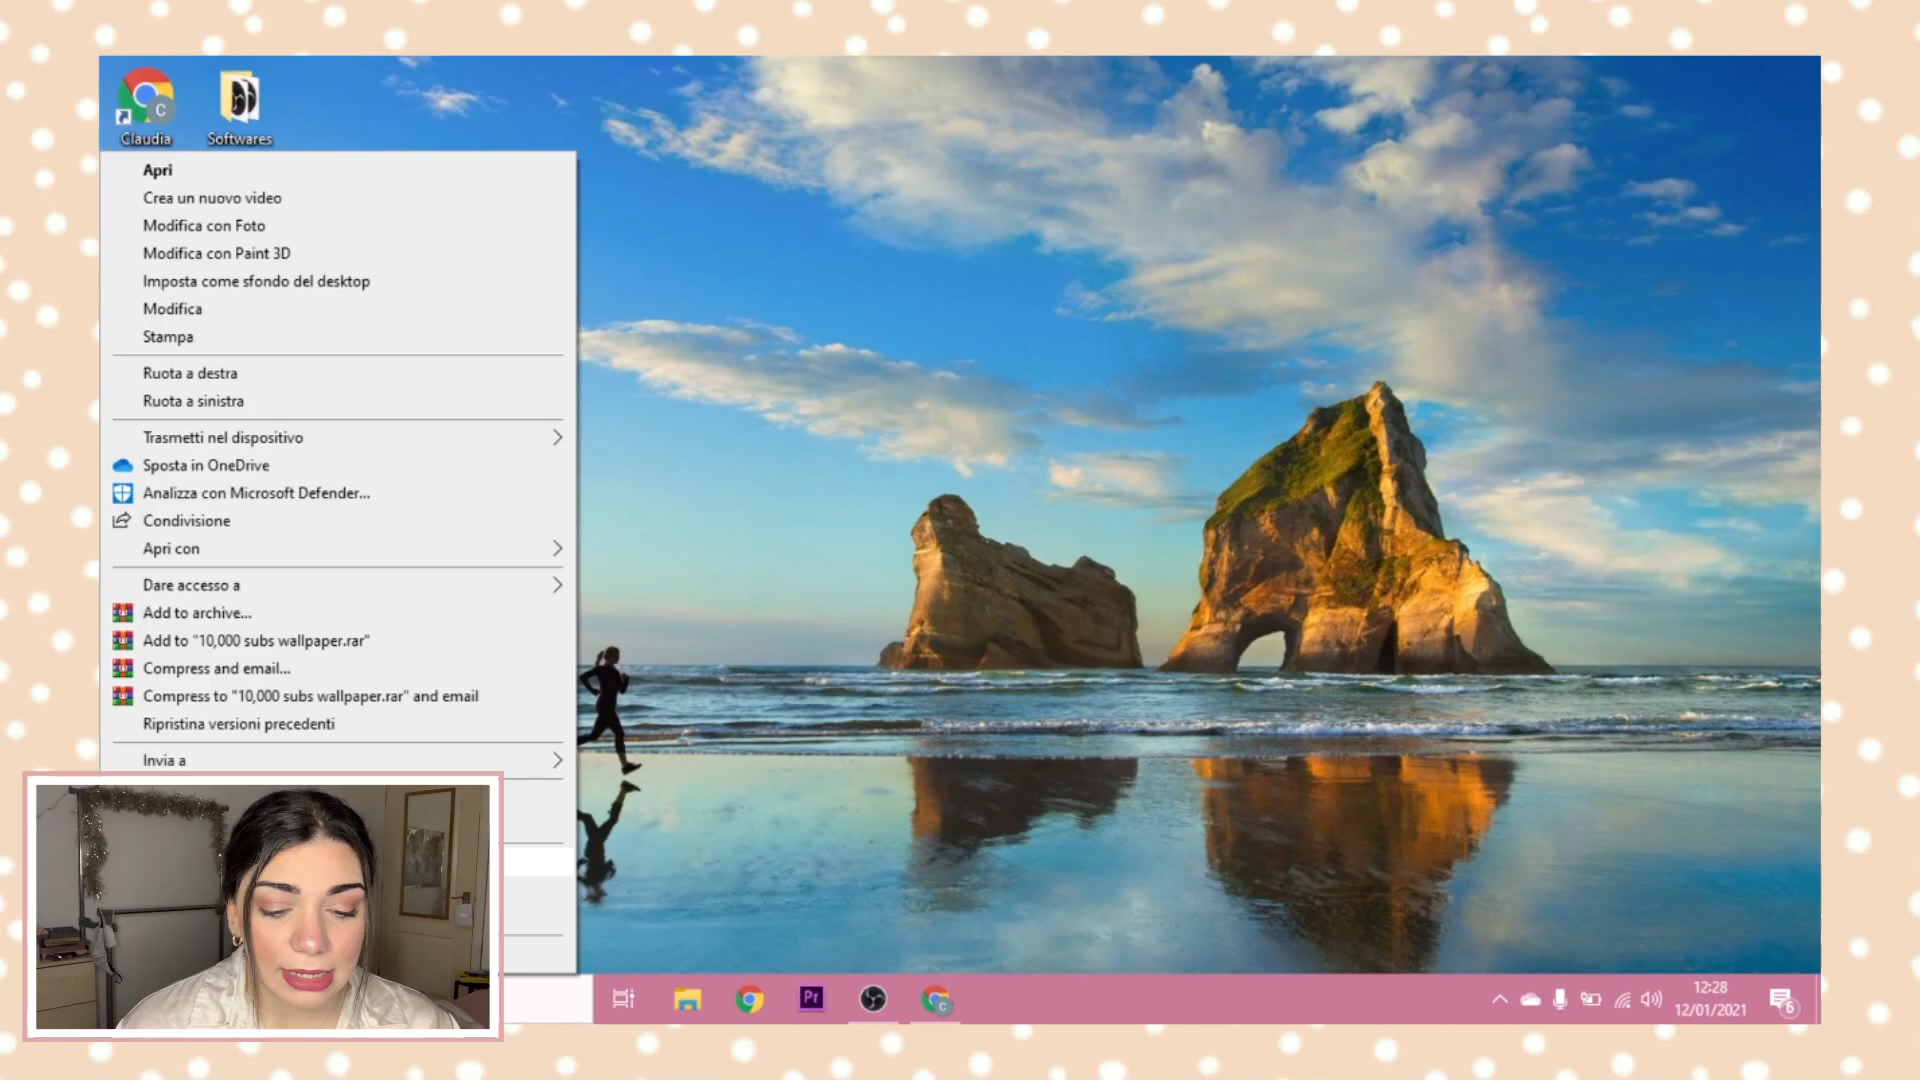 Claudia
Softwares
Apri
Crea un nuovo video
Modifica con Foto
Modifica con Paint 3D
Imposta come sfondo del desktop
Modifica
Stampa
Ruota a destra
Ruota a sinistra
Trasmetti nel dispositivo
Sposta in OneDrive
Analizza con Microsoft Defender...
Condivisione
Apri con
Dare accesso a
Add to archive...
Add to "10,000 subs wallpaper.rar"
Compress and email...
Compress to "10,000 subs wallpaper.rar" and email
Ripristina versioni precedenti
Invia a
Pr
C
12:28
12/01/2021
6